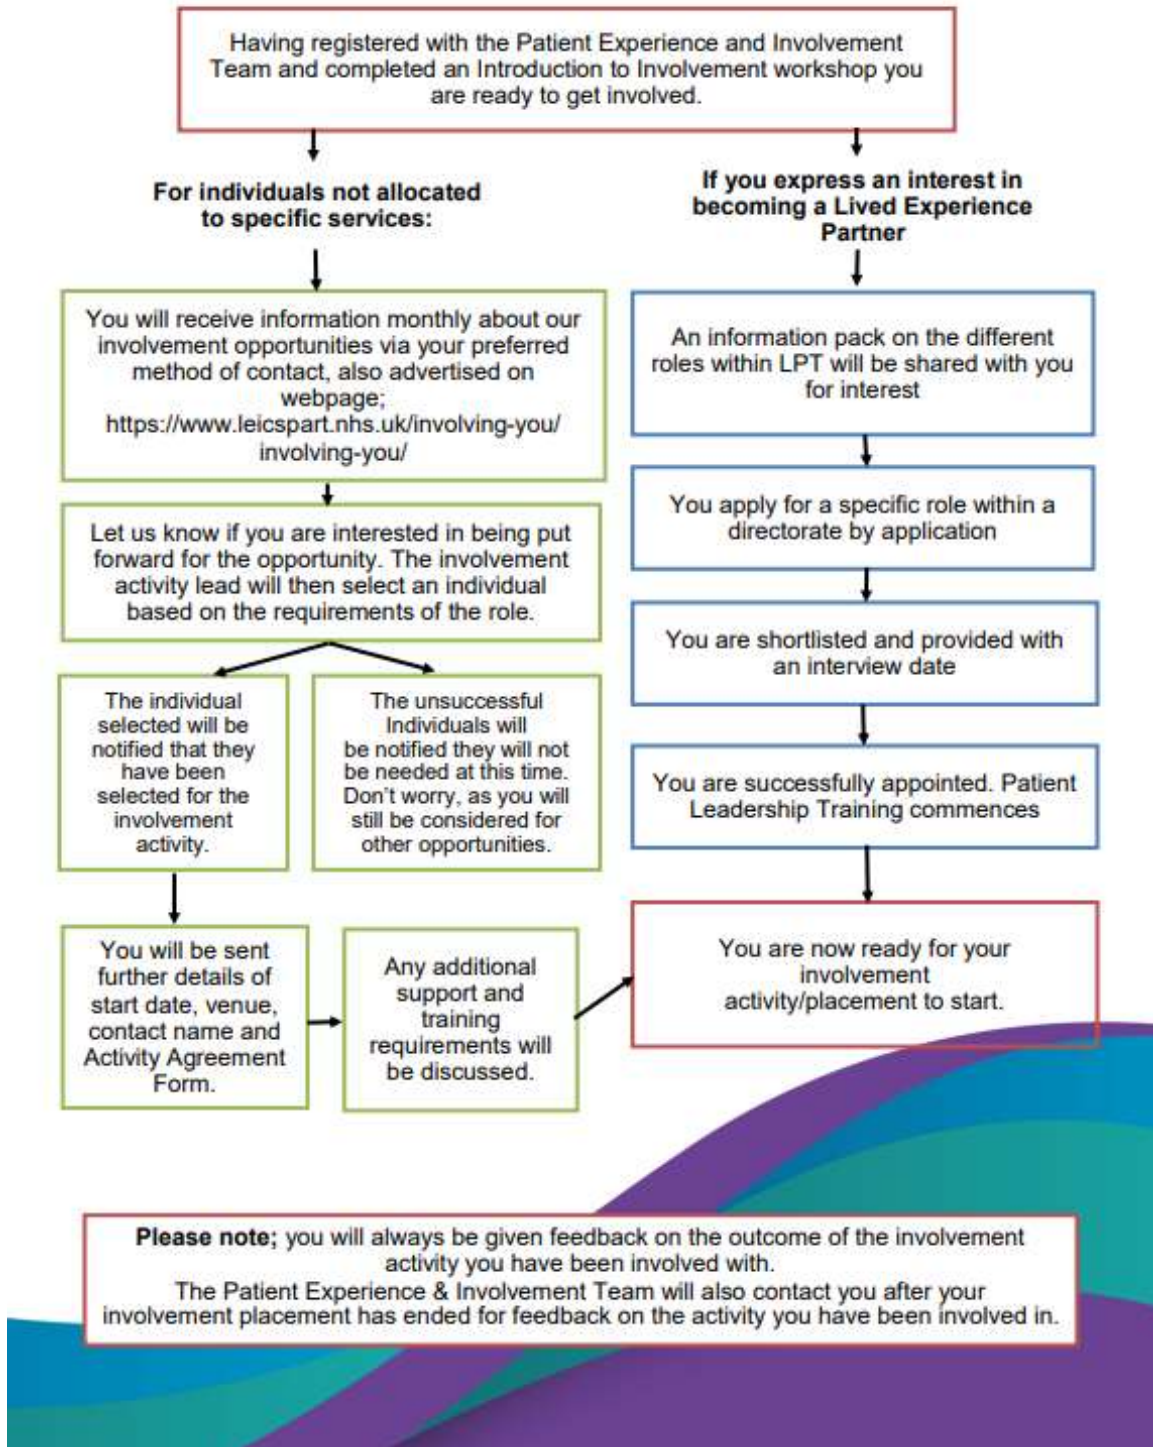 Having registered with the Patient Experience and Involvement
Team and completed an Introduction to Involvement workshop you
are ready to get involved.
For individuals not allocated
to specific services:
You will receive information monthly about our
involvement opportunities via your preferred
method of contact, also advertised on
webpage;
https://www.leicspart.nhs.uk/involving-you/
involving-you/
Let us know if you are interested in being put
forward for the opportunity. The involvement
activity lead will then select an individual
based on the requirements of the role.
The individual
selected will be
notified that they
have been
selected for the
involvement
activity.
The unsuccessful
Individuals will
be notified they will not
be needed at this time.
Don't worry, as you will
still be considered for
other opportunities.
You will be sent
further details of
start date, venue,
contact name and
Activity Agreement
Form.
Any additional
support and
training
requirements will
be discussed.
If you express an interest in
becoming a Lived Experience
Partner
An information pack on the different
roles within LPT will be shared with you
for interest
You apply for a specific role within a
directorate by application
You are shortlisted and provided with
an interview date
You are successfully appointed. Patient
Leadership Training commences
You are now ready for your
involvement
activity/placement to start.
Please note; you will always be given feedback on the outcome of the involvement
activity you have been involved with.
The Patient Experience & Involvement Team will also contact you after your
involvement placement has ended for feedback on the activity you have been involved in.